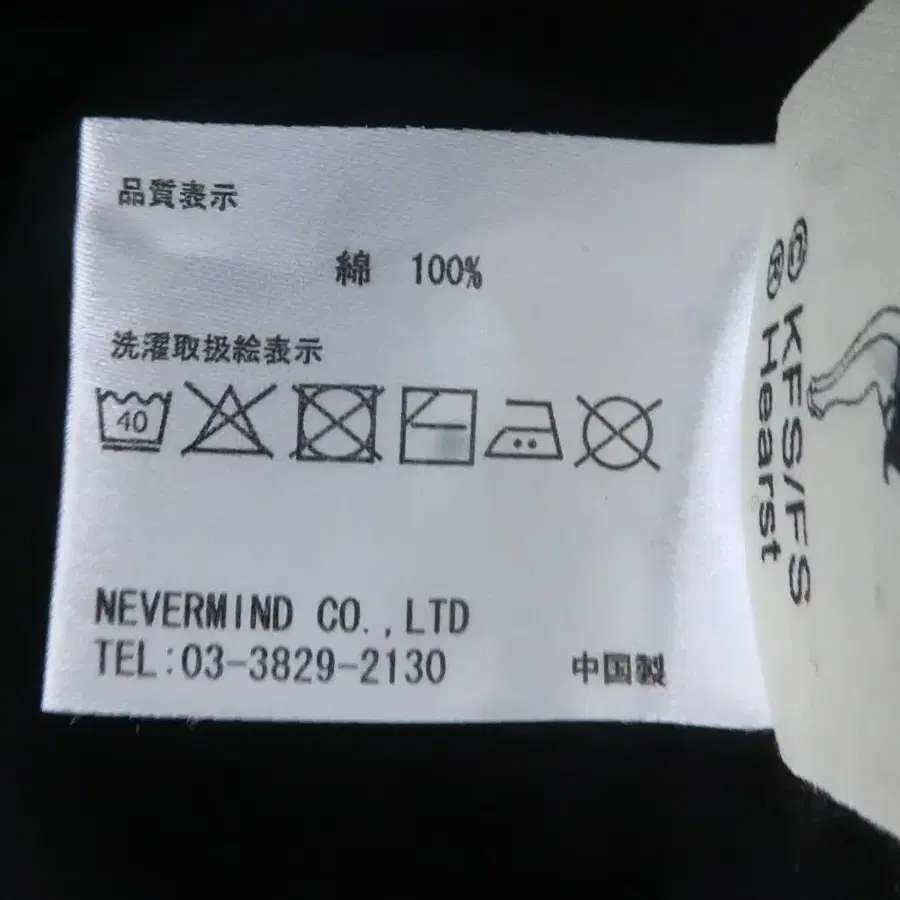 品質表示
綿 100%
洗濯取扱絵表示
40
NEVERMIND CO.,LTD
TEL:03-3829-2130
中国製
© KFS/FS
® Hearst